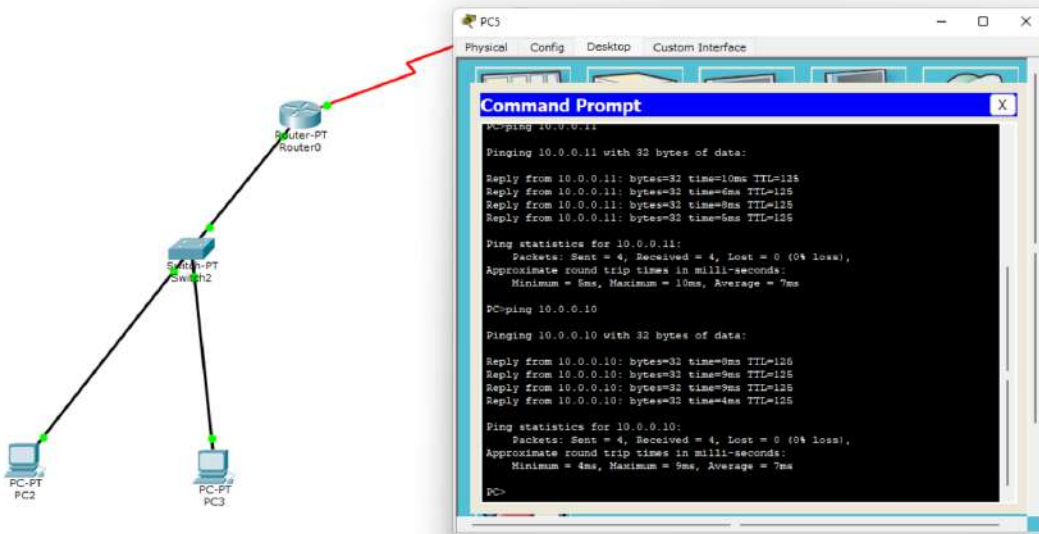 PC5
Physical Config Desktop Custom Interface
Command Prompt
X
PC>ping 10.0.0.11
Pinging 10.0.0.11 with 32 bytes of data:
Reply from 10.0.0.11: bytes=32 time=10ms TTL=125
Reply from 10.0.0.11: bytes=32 time=6ms TTL=125
Reply from 10.0.0.11: bytes=32 time=8ms TTL=125
Reply from 10.0.0.11: bytes=32 time=5ms TTL=125
Ping statistics for 10.0.0.11:
Packets: Sent = 4, Received = 4, Lost = 0 (0% loss),
Approximate round trip times in milli-seconds:
Minimum = 5ms, Maximum = 10ms, Average = 7ms
PC>ping 10.0.0.10
Pinging 10.0.0.10 with 32 bytes of data:
Reply from 10.0.0.10: bytes=32 time=8ms TTL=125
Reply from 10.0.0.10: bytes=32 time=9ms TTL=125
Reply from 10.0.0.10: bytes=32 time=9ms TTL=125
Reply from 10.0.0.10: bytes=32 time=4ms TTL=125
Ping statistics for 10.0.0.10:
Packets: Sent = 4, Received = 4, Lost = 0 (0% loss),
Approximate round trip times in milli-seconds:
Minimum = 4ms, Maximum = 9ms, Average = 7ms
PC>
Router-PT
Router0
Switch-PT
Switch2
PC-PT
PC2
PC-PT
PC3